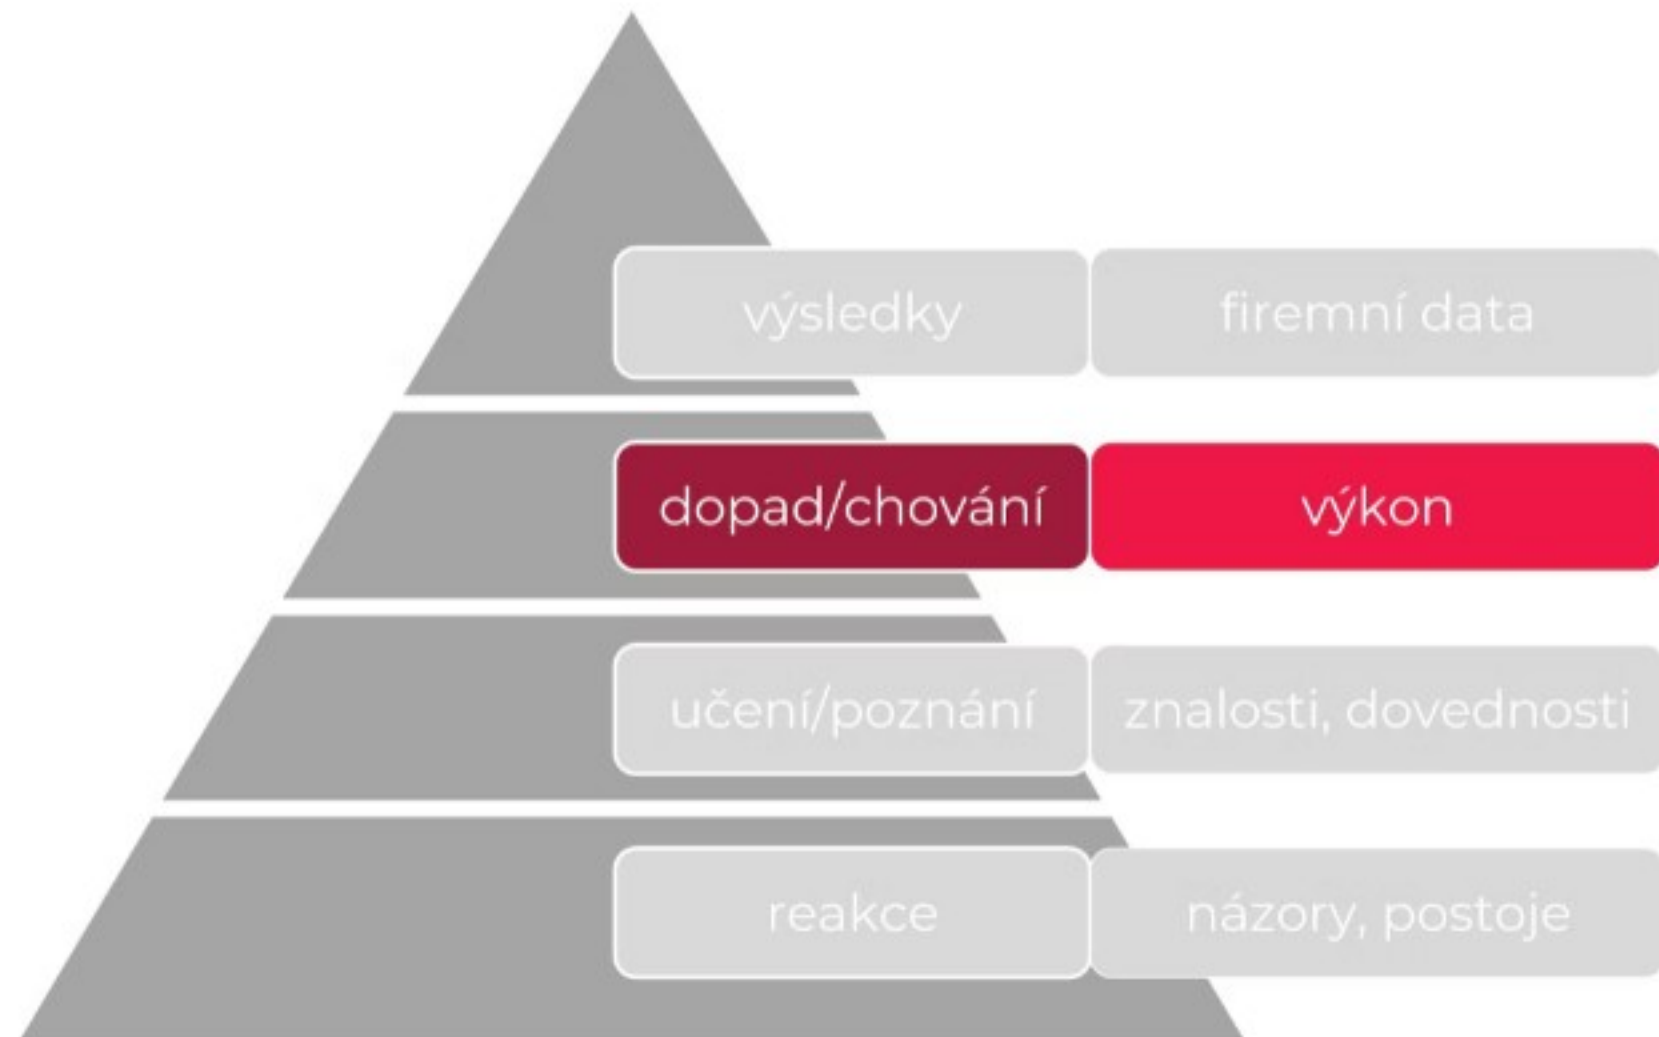 výsledky firemní data
dopad/chování výkon
učení/poznání znalosti, dovednosti
reakce názory, postoje